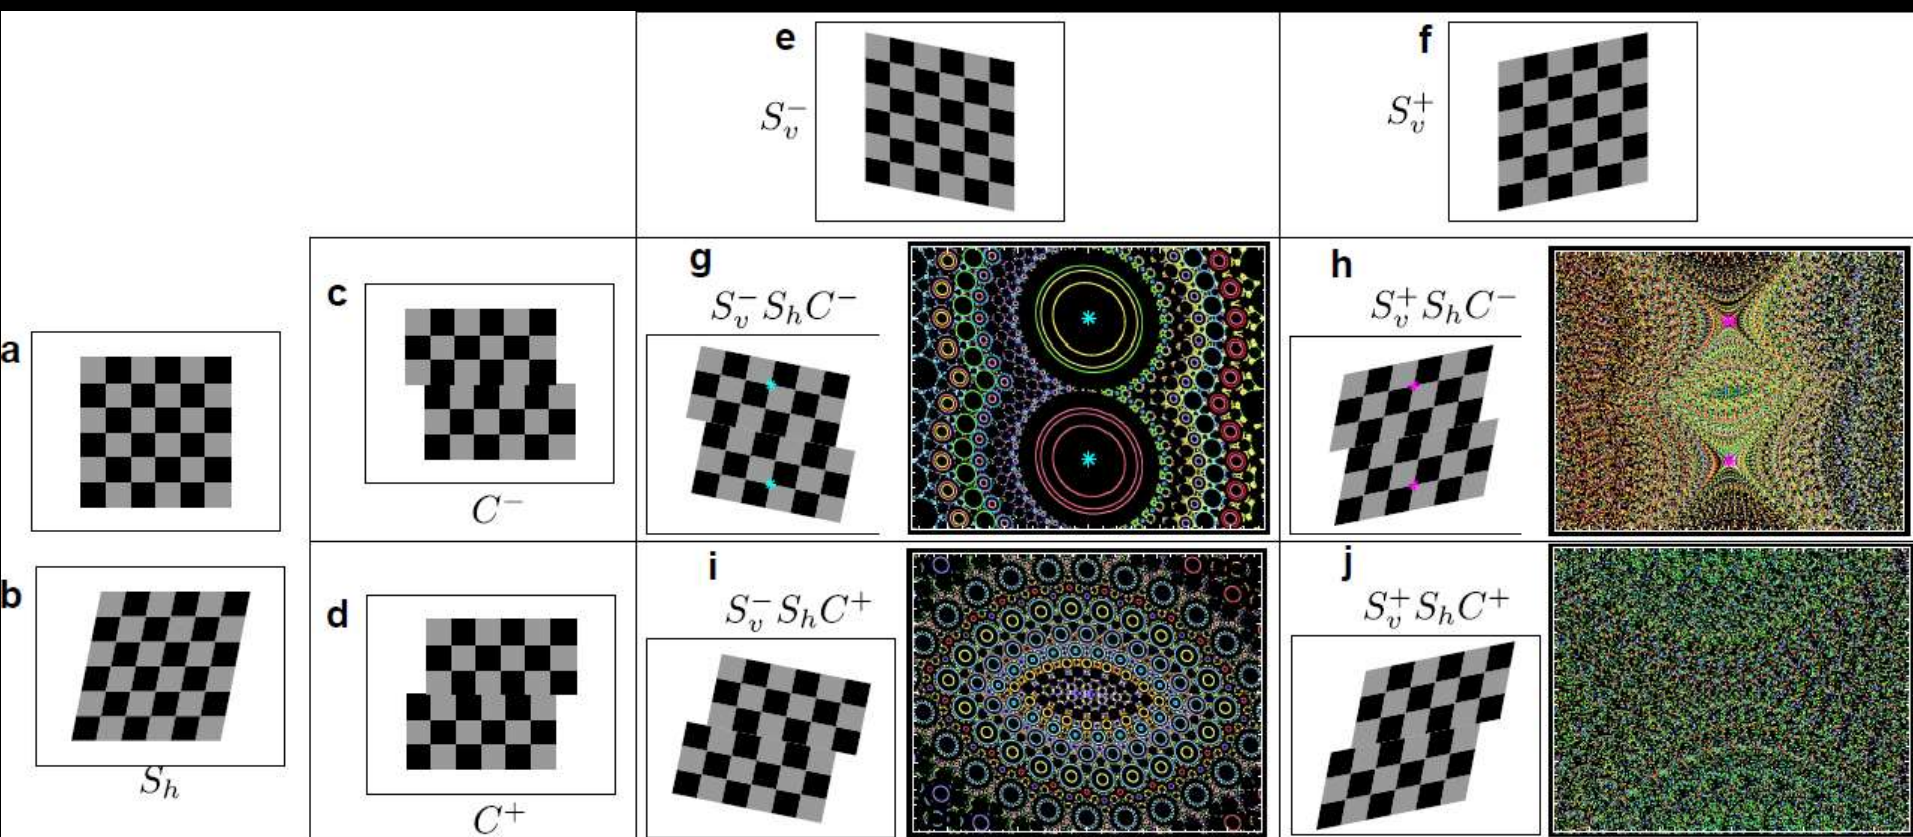 e
S_v^-
f
S_v^+
c
C^-
g
S_v^- S_h C^-
h
S_v^+ S_h C^-
a
b
S_h
d
C^+
i
S_v^- S_h C^+
j
S_v^+ S_h C^+